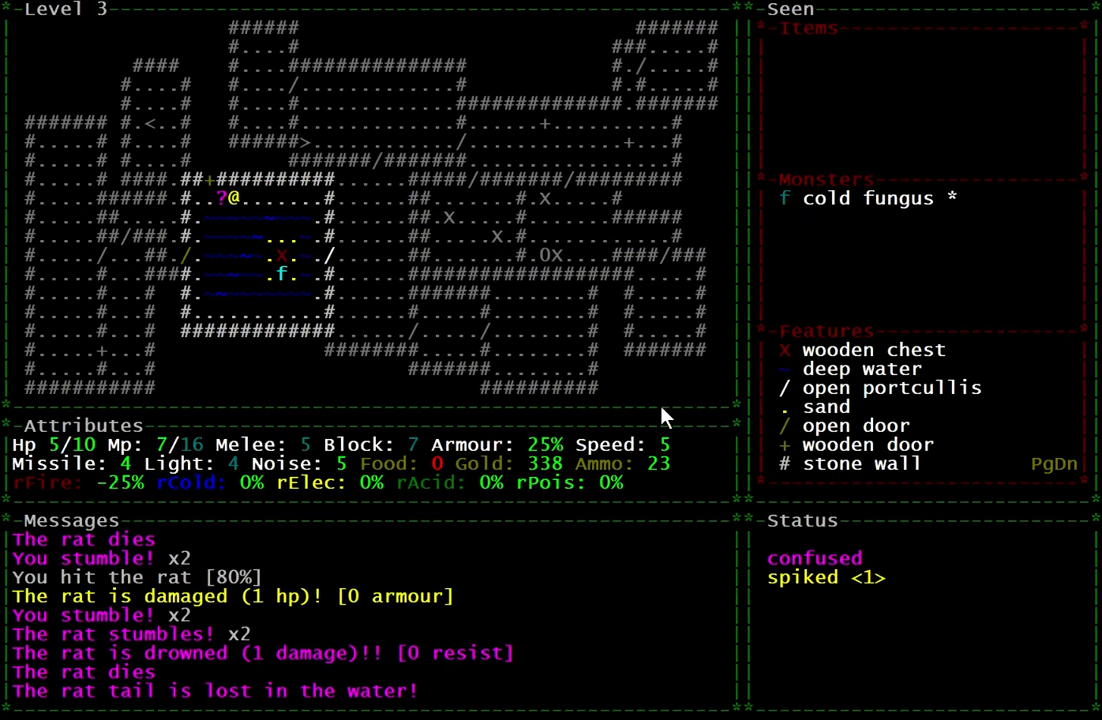 Level 3
Seen
Items
Monsters
f cold fungus *
Features
x wooden chest
~ deep water
/ open portcullis
. sand
/ open door
+ wooden door
# stone wall
PgDn
Attributes
Hp 5/10 Mp: 7/16 Melee: 5 Block: 7 Armour: 25% Speed: 5
Missile: 4 Light: 4 Noise: 5 Food: 0 Gold: 338 Ammo: 23
rFire: -25% rCold: 0% rElec: 0% rAcid: 0% rPois: 0%
Messages
The rat dies
You stumble! x2
You hit the rat [80%]
The rat is damaged (1 hp)! [0 armour]
You stumble! x2
The rat stumbles! x2
The rat is drowned (1 damage)!! [0 resist]
The rat dies
The rat tail is lost in the water!
Status
confused
spiked <1>